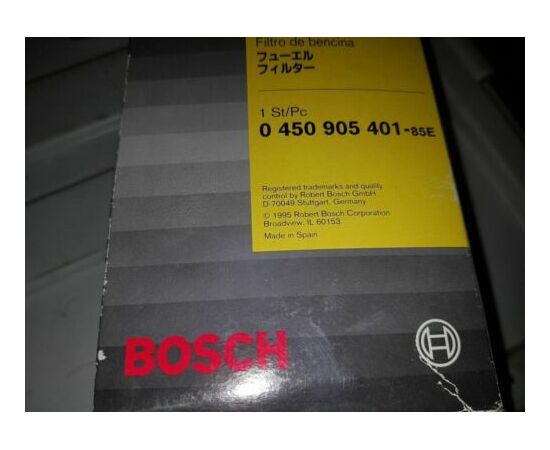 Filtro de bencina
フューエル
フィルター
1 St/Pc
0 450 905 401-85E
Registered trademarks and quality
control by Robert Bosch GmbH
D-70049 Stuttgart, Germany
© 1995 Robert Bosch Corporation
Broadview, IL 60153
Made in Spain
BOSCH